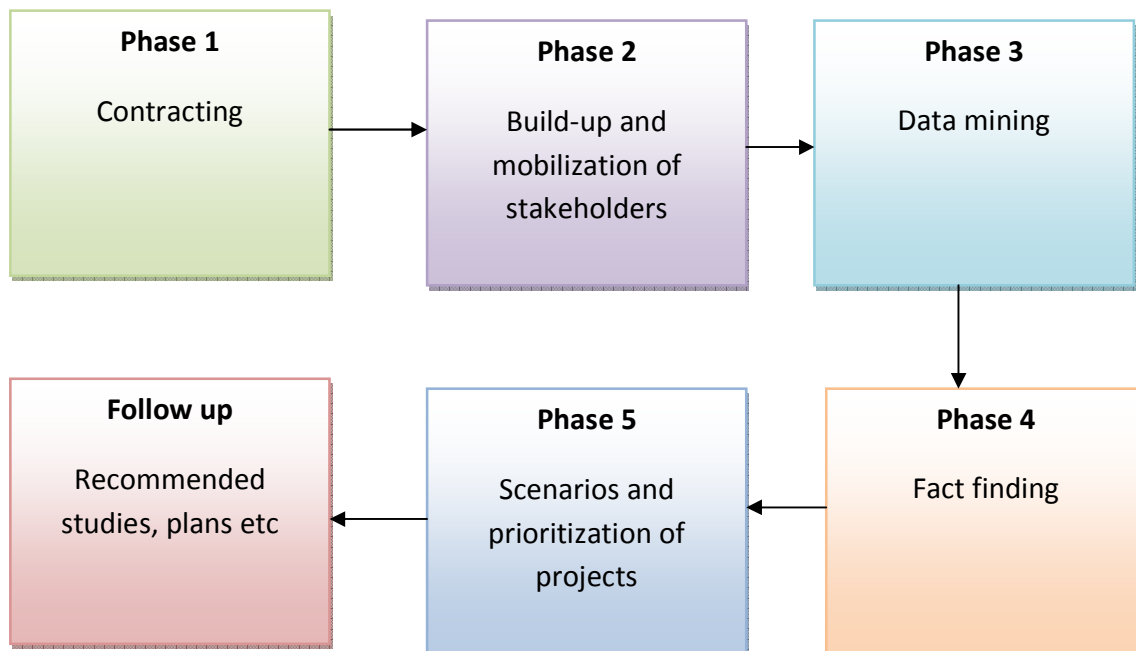 Phase 1
Contracting
Phase 2
Build-up and
mobilization of
stakeholders
Phase 3
Data mining
Phase 4
Fact finding
Phase 5
Scenarios and
prioritization of
projects
Follow up
Recommended
studies, plans etc